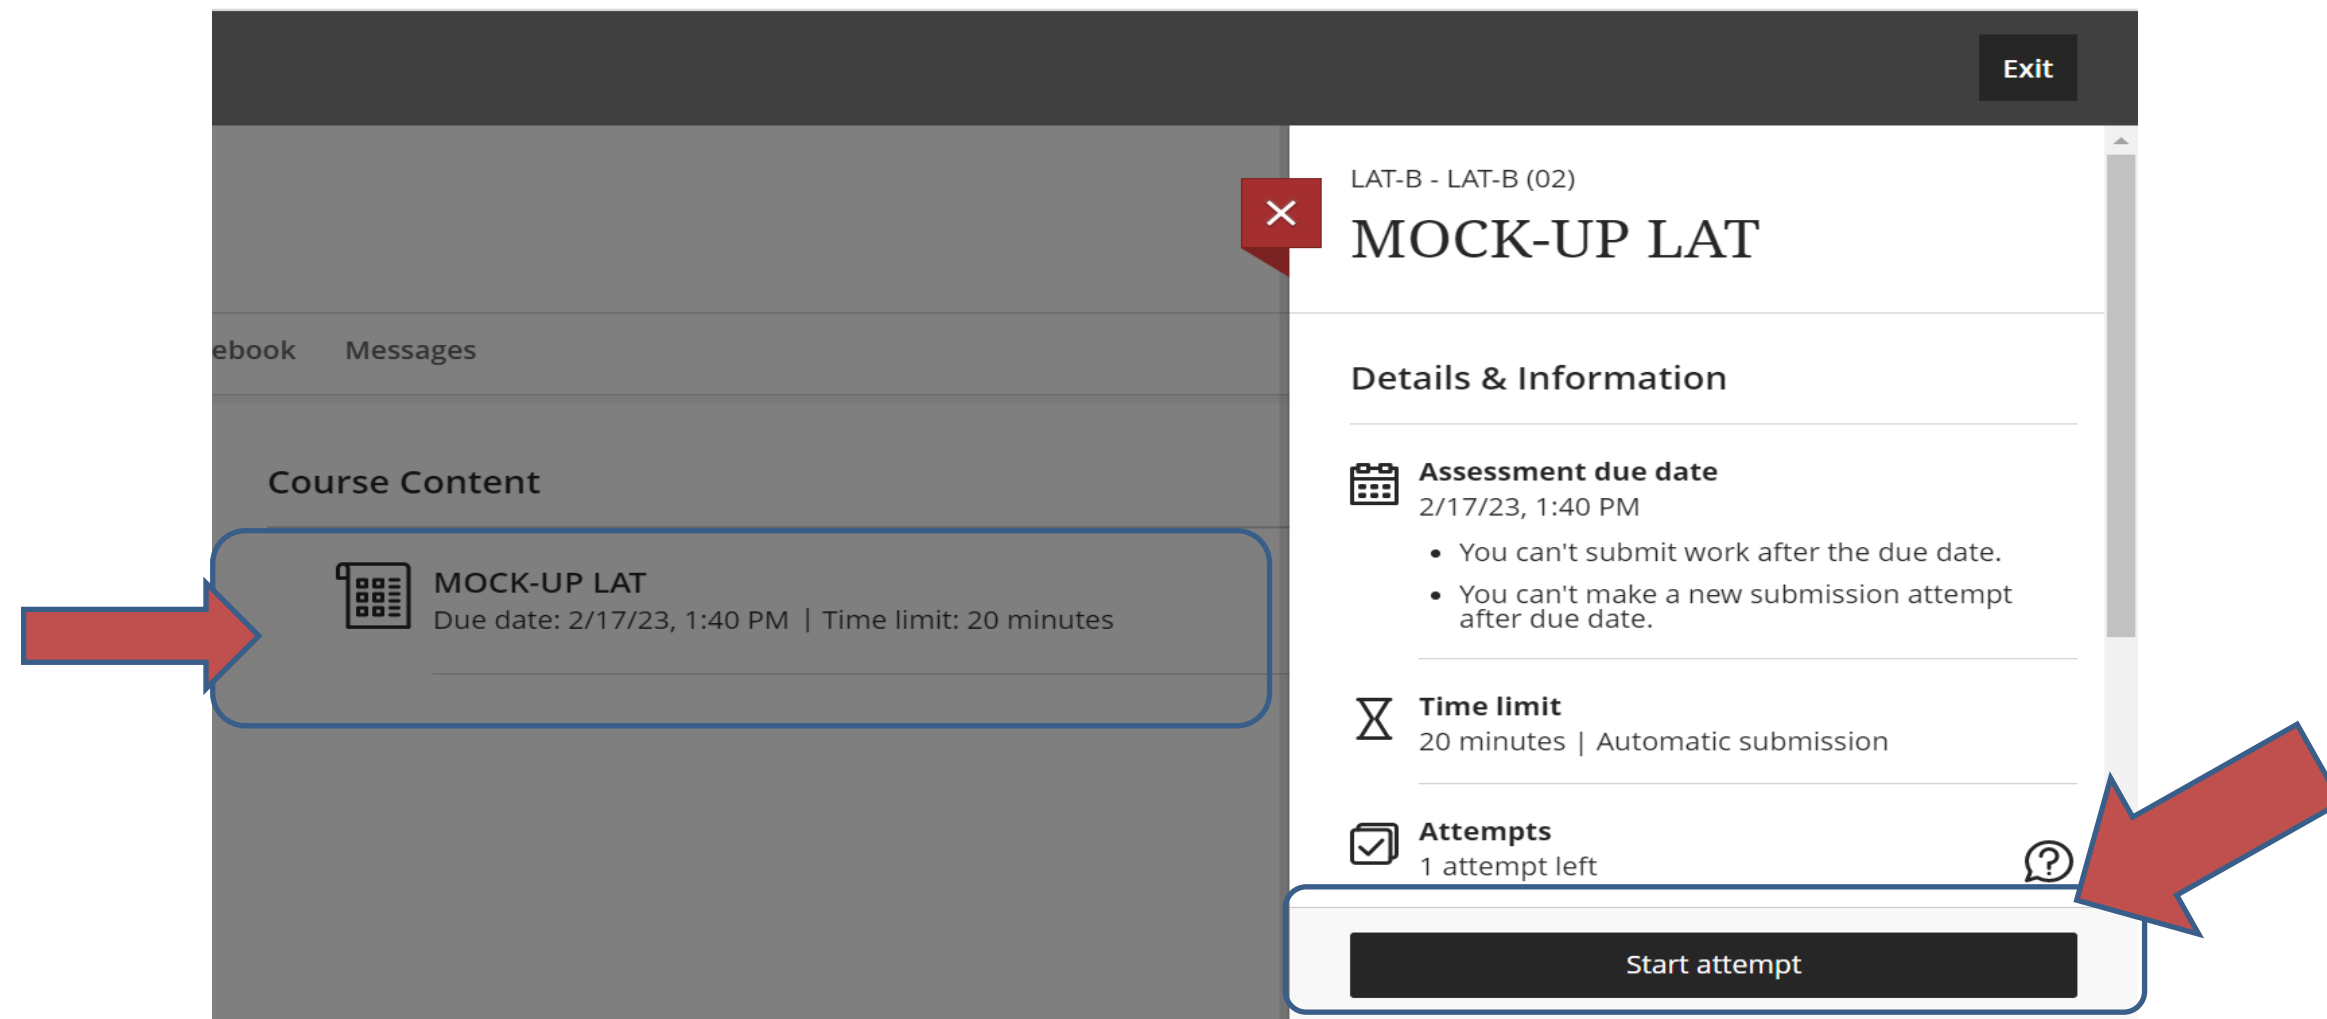 Exit
ebook Messages
Course Content
MOCK-UP LAT
Due date: 2/17/23, 1:40 PM | Time limit: 20 minutes
LAT-B - LAT-B (02)
MOCK-UP LAT
Details & Information
Assessment due date
2/17/23, 1:40 PM
• You can't submit work after the due date.
• You can't make a new submission attempt
after due date.
Time limit
20 minutes | Automatic submission
Attempts
1 attempt left
Start attempt